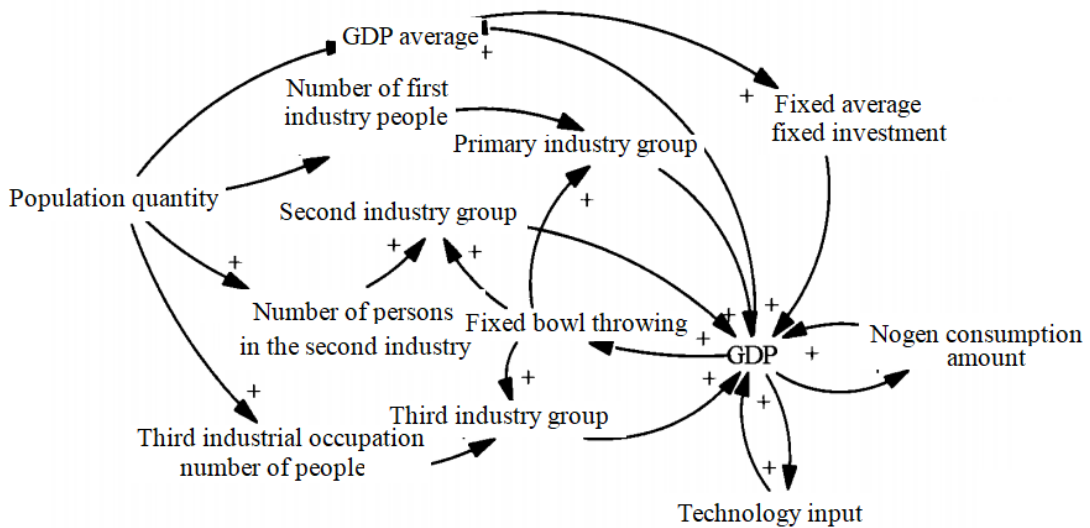 GDP average
+
Number of first
industry people
+
Fixed average
fixed investment
Primary industry group
Population quantity
Second industry group
+
+
+
+
Number of persons
in the second industry
Fixed bowl throwing
+
+
+
GDP
+
Nogen consumption
amount
+
+
+
+
Third industry group
Third industrial occupation
number of people
+
Technology input